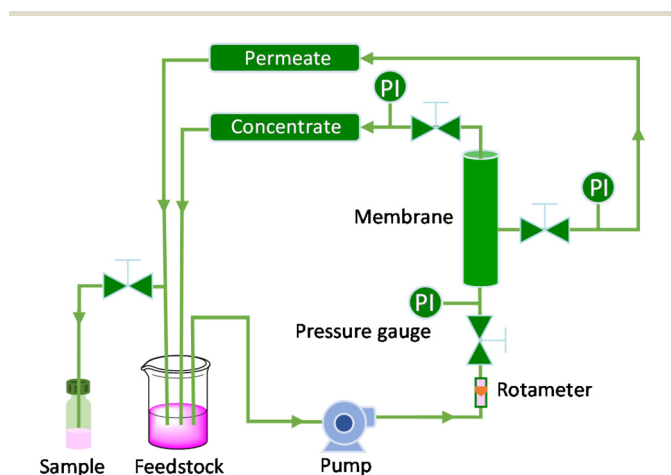 Permeate
PI
Concentrate
PI
Membrane
PI
Pressure gauge
Rotameter
Sample
Feedstock
Pump